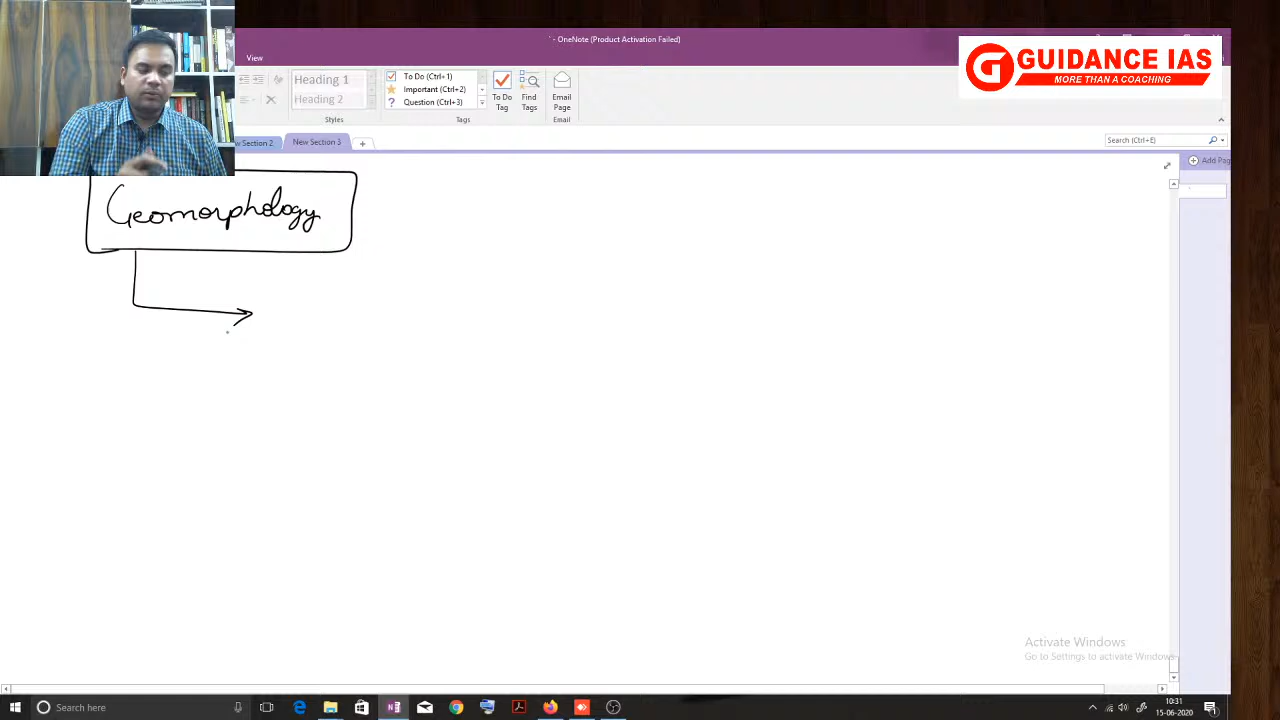 - OneNote (Product Activation Failed)
GUIDANCE IAS
MORE THAN A COACHING
View
Heading 1
Heading 2
Styles
To Do (Ctrl+1)
Important (Ctrl+2)
Question (Ctrl+3)
Tags
To Do
Tag
Find
Tags
Email
Page
Email
Section 2
New Section 3
Search (Ctrl+E)
Add Pag
Geomorphology
Activate Windows
Go to Settings to activate Windows
Search here
10:31
15-06-2020